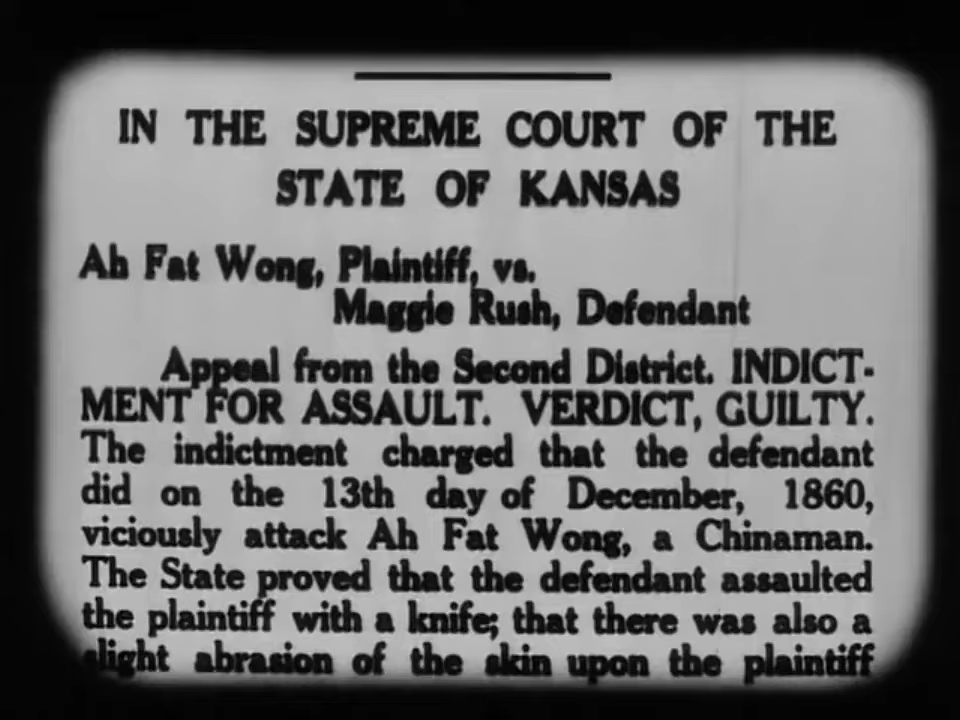 IN THE SUPREME COURT OF THE
STATE OF KANSAS
Ah Fat Wong, Plaintiff, vs.
Maggie Rush, Defendant
Appeal from the Second District. INDICT-
MENT FOR ASSAULT. VERDICT, GUILTY.
The indictment charged that the defendant
did on the 13th day of December, 1860,
viciously attack Ah Fat Wong, a Chinaman.
The State proved that the defendant assaulted
the plaintiff with a knife; that there was also a
slight abrasion of the skin upon the plaintiff